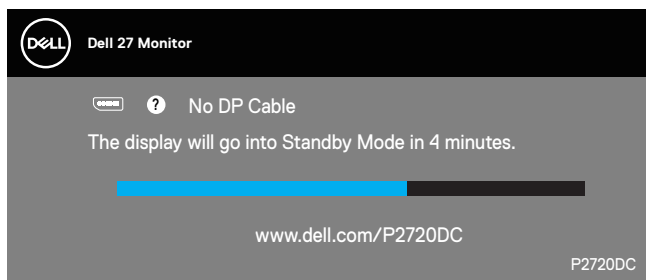 DELL
Dell 27 Monitor
? No DP Cable
The display will go into Standby Mode in 4 minutes.
www.dell.com/P2720DC
P2720DC